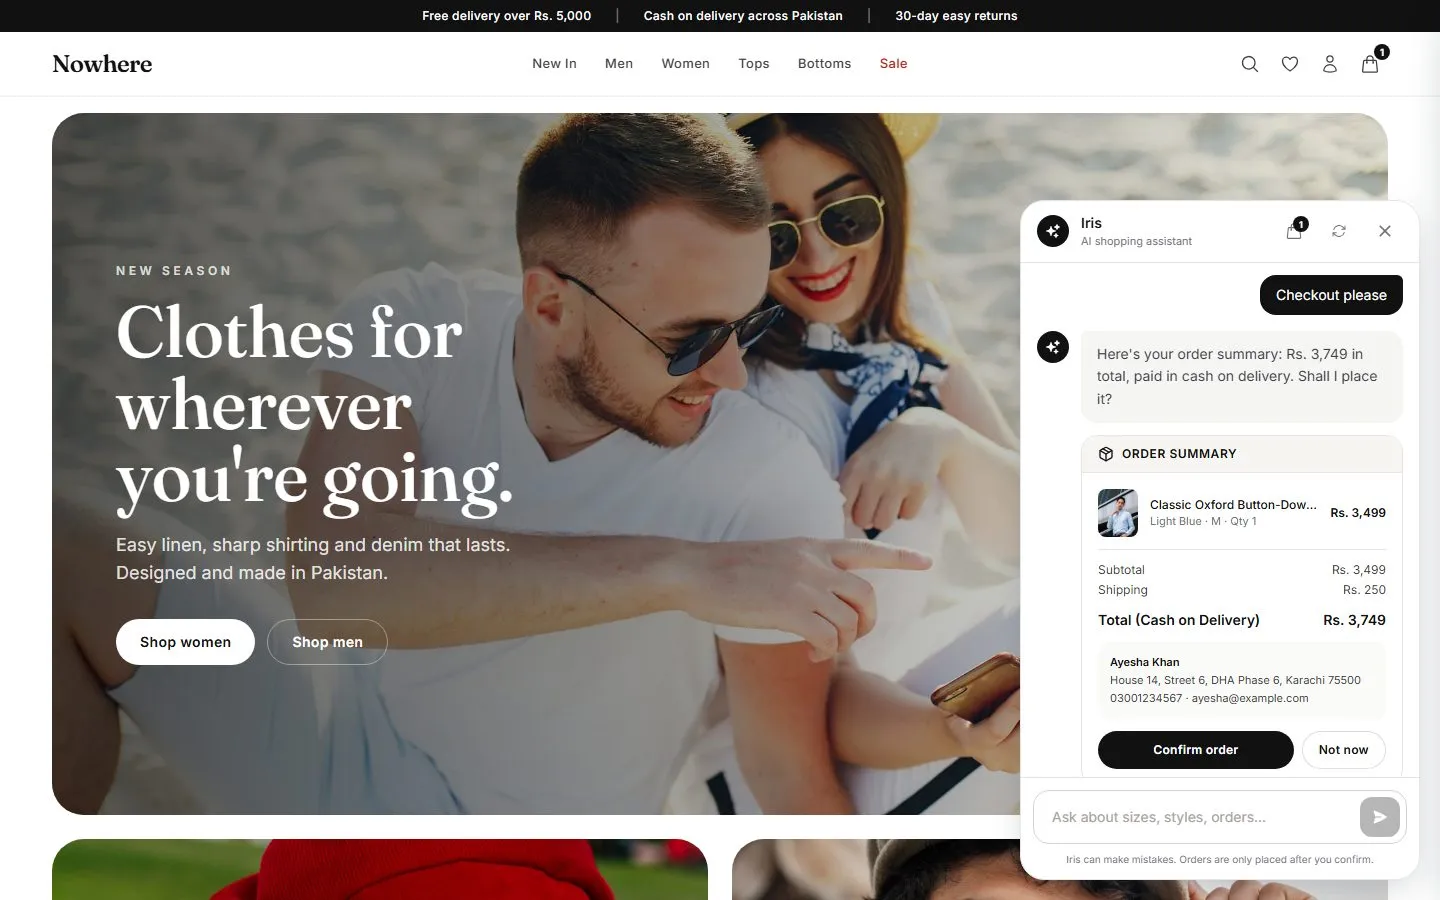 Free delivery over Rs. 5,000 | Cash on delivery across Pakistan | 30-day easy returns
Nowhere
New In Men Women Tops Bottoms Sale
1
NEW SEASON
Clothes for
wherever
you're going.
Easy linen, sharp shirting and denim that lasts.
Designed and made in Pakistan.
Shop women Shop men
Iris
AI shopping assistant
1
Checkout please
Here's your order summary: Rs. 3,749 in
total, paid in cash on delivery. Shall I place
it?
ORDER SUMMARY
Classic Oxford Button-Dow... Rs. 3,499
Light Blue · M · Qty 1
Subtotal Rs. 3,499
Shipping Rs. 250
Total (Cash on Delivery) Rs. 3,749
Ayesha Khan
House 14, Street 6, DHA Phase 6, Karachi 75500
03001234567 · ayesha@example.com
Confirm order Not now
Ask about sizes, styles, orders...
Iris can make mistakes. Orders are only placed after you confirm.